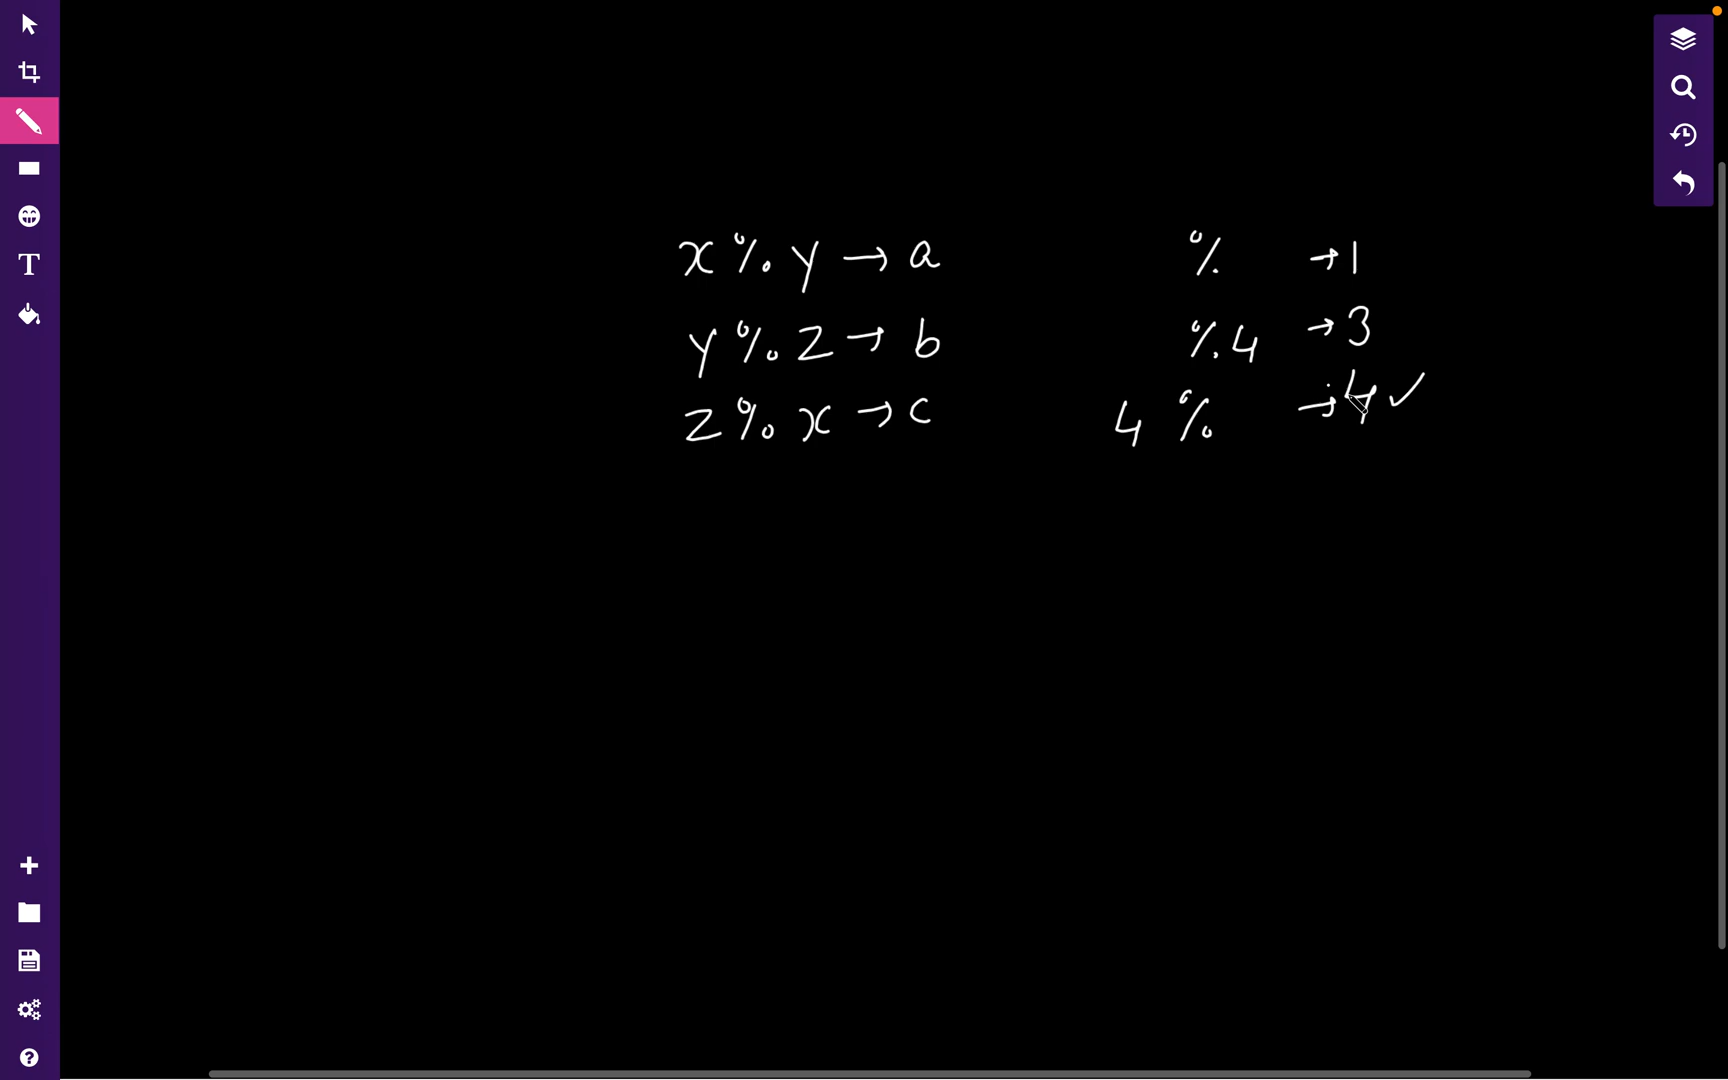 x % y → a % → 1
y % z → b % 4 → 3
z % x → c 4 % → 4 ✓